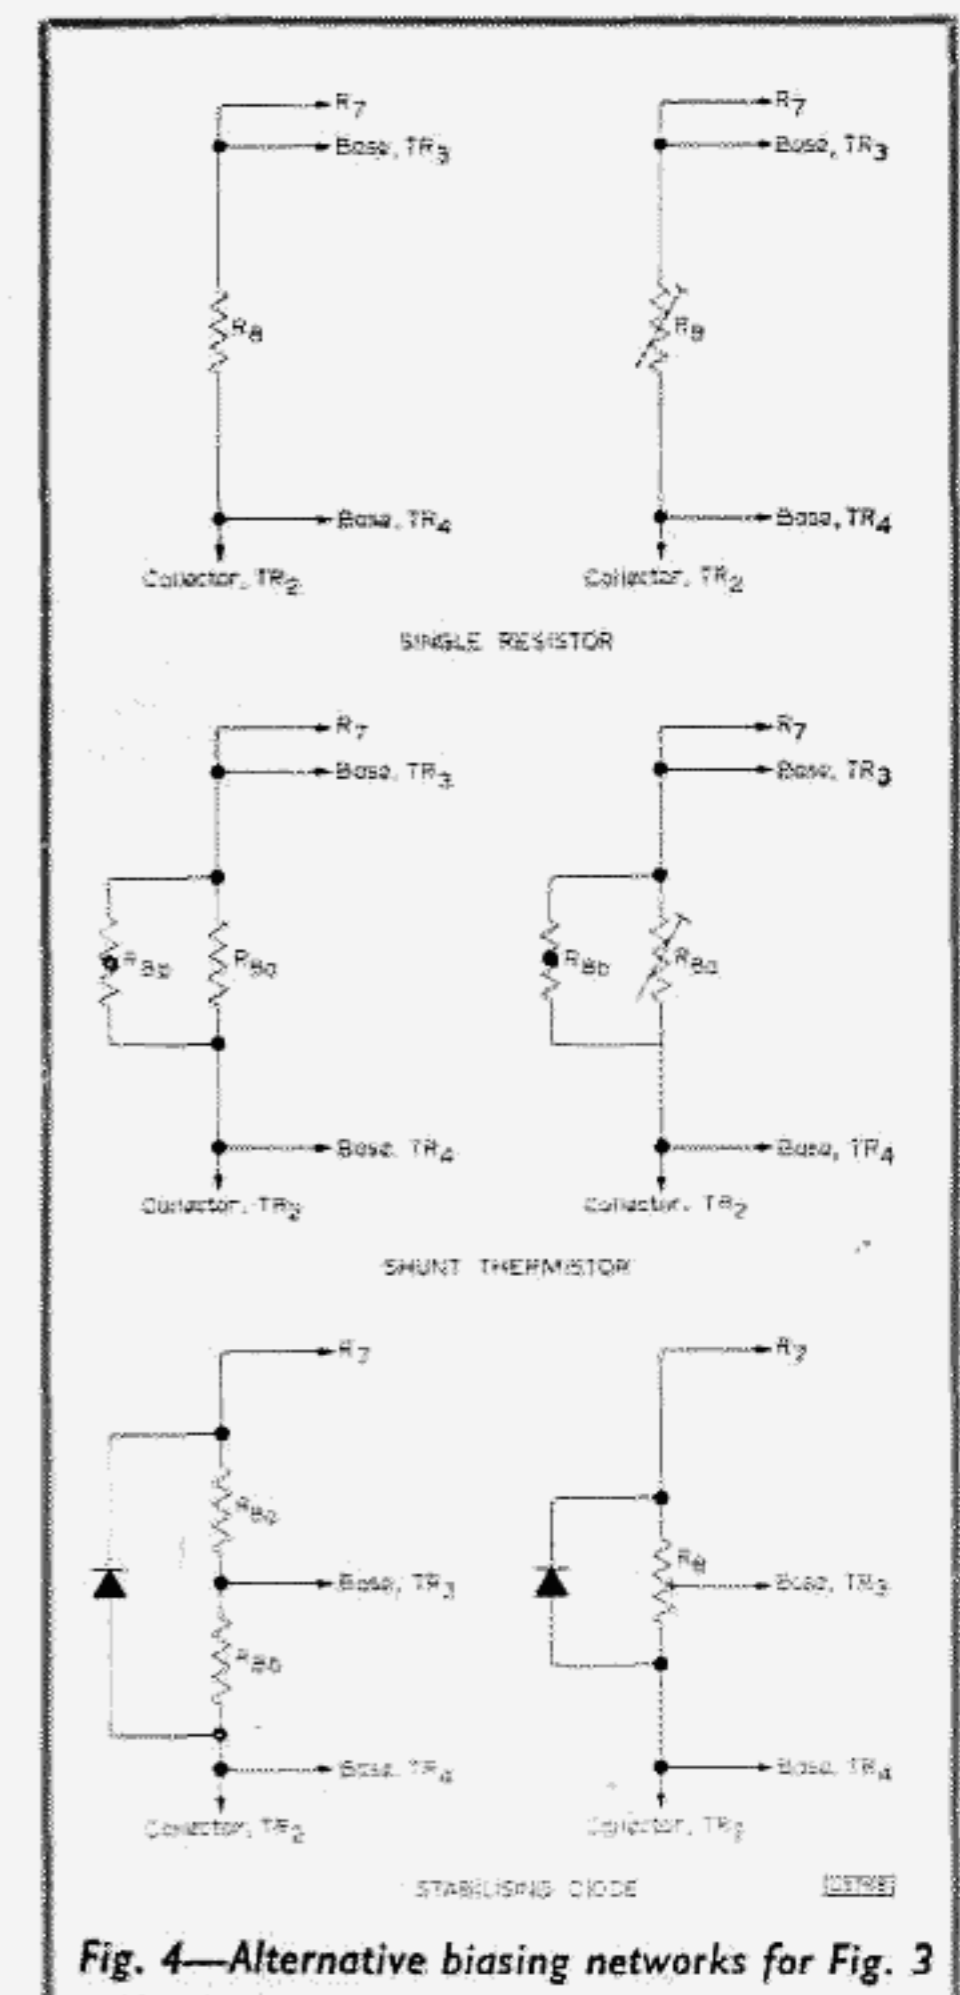 R7 R7
Base, TR3 Base, TR3
R8 R8
Base, TR4 Base, TR4
Collector, TR2 Collector, TR2
SINGLE RESISTOR
R7 R7
Base, TR3 Base, TR3
R8b R8a R8b R8a
Base, TR4 Base, TR4
Collector, TR2 Collector, TR2
SHUNT THERMISTOR
R7 R7
R8a
R8
Base, TR3 Base, TR3
R8b
Base, TR4 Base, TR4
Collector, TR2 Collector, TR2
STABILISING DIODE
Fig. 4—Alternative biasing networks for Fig. 3